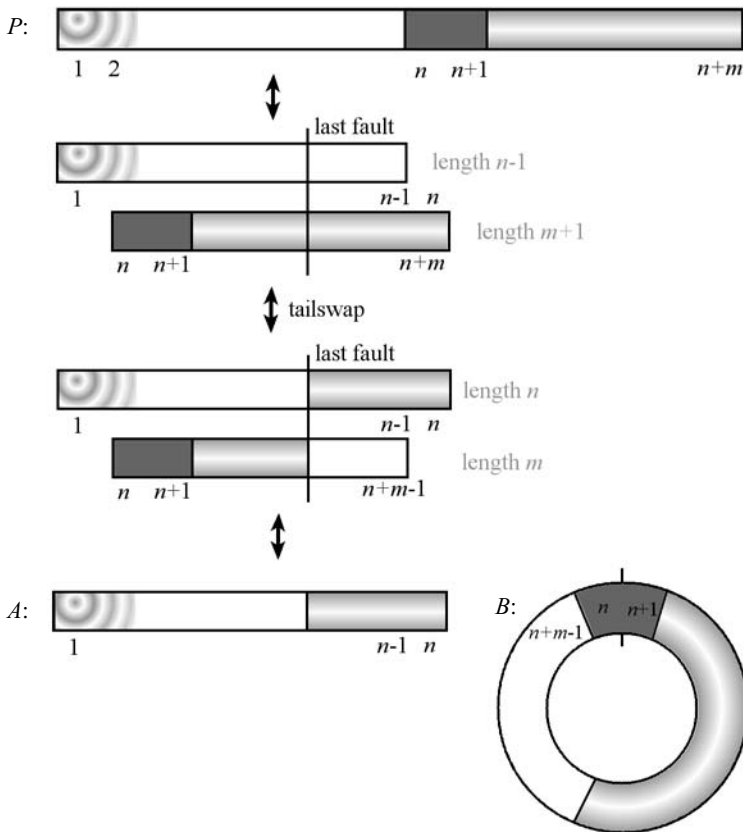 P:
1 2 n n+1 n+m
last fault
length n-1
1 n-1 n
length m+1
n n+1 n+m
tailswap
last fault
length n
1 n-1 n
length m
n n+1 n+m-1
A:
1 n-1 n
B:
n n+1
n+m-1